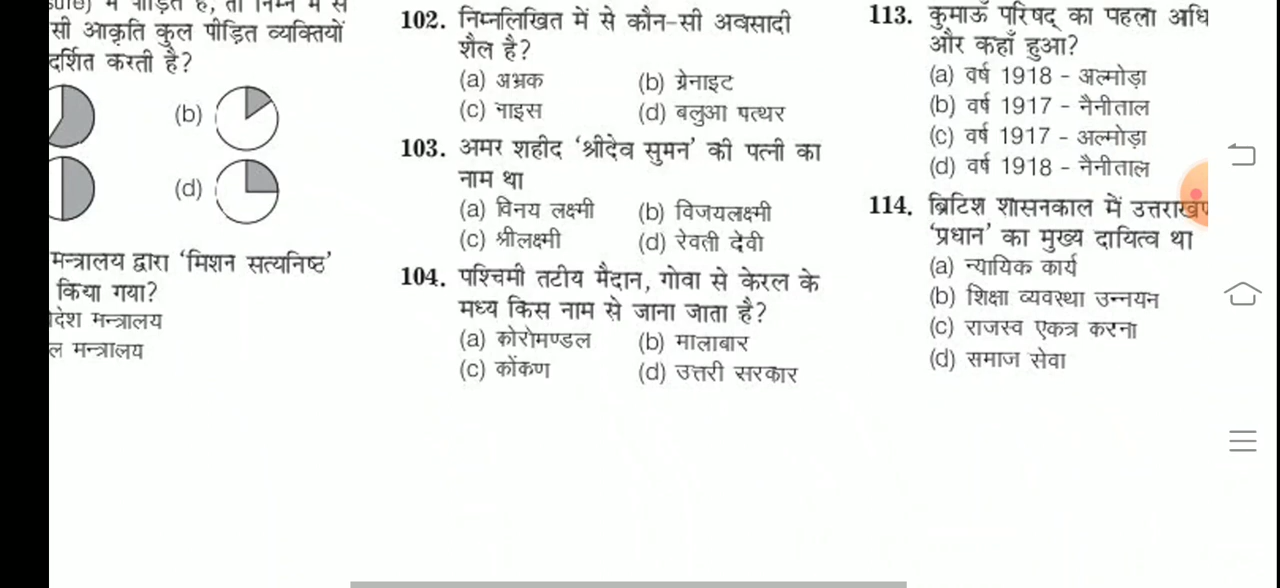 सी आकृति कुल पीड़ित व्यक्तियों
दर्शित करती है?
(b)
(d)
मन्त्रालय द्वारा ‘मिशन सत्यनिष्ठ’
किया गया?
मन्त्रालय
मन्त्रालय
102. निम्नलिखित में से कौन-सी अवसादी
शैल है?
(a) अभ्रक (b) ग्रेनाइट
(c) नाइस (d) बलुआ पत्थर
103. अमर शहीद ‘श्रीदेव सुमन’ की पत्नी का
नाम था
(a) विनय लक्ष्मी (b) विजयलक्ष्मी
(c) श्रीलक्ष्मी (d) रेवती देवी
104. पश्चिमी तटीय मैदान, गोवा से केरल के
मध्य किस नाम से जाना जाता है?
(a) कोरोमण्डल (b) मालाबार
(c) कोंकण (d) उत्तरी सरकार
113. कुमाऊँ परिषद् का पहला अधि
और कहाँ हुआ?
(a) वर्ष 1918 - अल्मोड़ा
(b) वर्ष 1917 - नैनीताल
(c) वर्ष 1917 - अल्मोड़ा
(d) वर्ष 1918 - नैनीताल
114. ब्रिटिश शासनकाल में
‘प्रधान’ का मुख्य दायित्व था
(a) न्यायिक कार्य
(b) शिक्षा व्यवस्था उन्नयन
(c) राजस्व एकत्र करना
(d) समाज सेवा